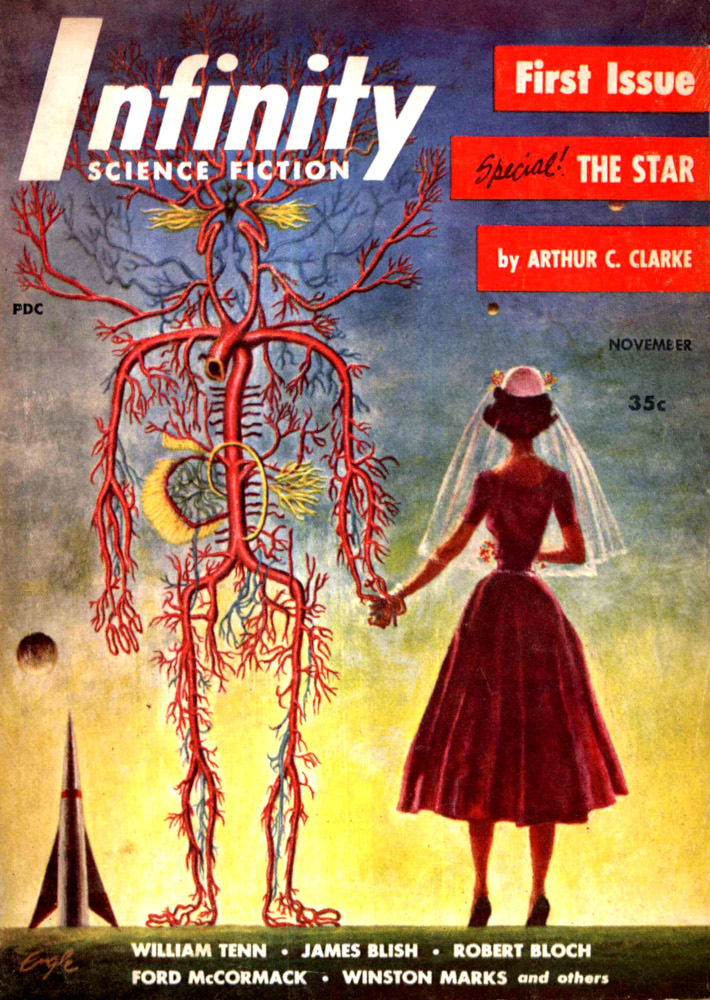 Infinity
SCIENCE FICTION
First Issue
Special! THE STAR
by ARTHUR C. CLARKE
PDC
NOVEMBER
35c
Engle
WILLIAM TENN • JAMES BLISH • ROBERT BLOCH
FORD McCORMACK • WINSTON MARKS and others